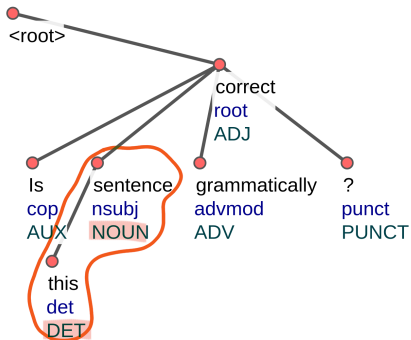 <root>
correct
root
ADJ
Is sentence grammatically ?
cop nsubj advmod punct
AUX NOUN ADV PUNCT
this
det
DET